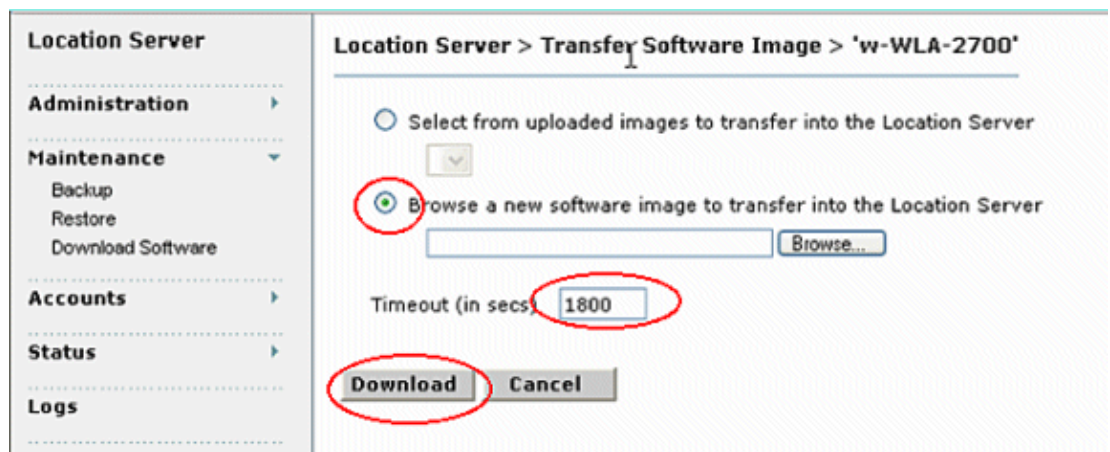 Location Server
Administration
Maintenance
Backup
Restore
Download Software
Accounts
Status
Logs
Location Server > Transfer Software Image > 'w-WLA-2700'
Select from uploaded images to transfer into the Location Server
Browse a new software image to transfer into the Location Server
Browse...
Timeout (in secs) 1800
Download Cancel